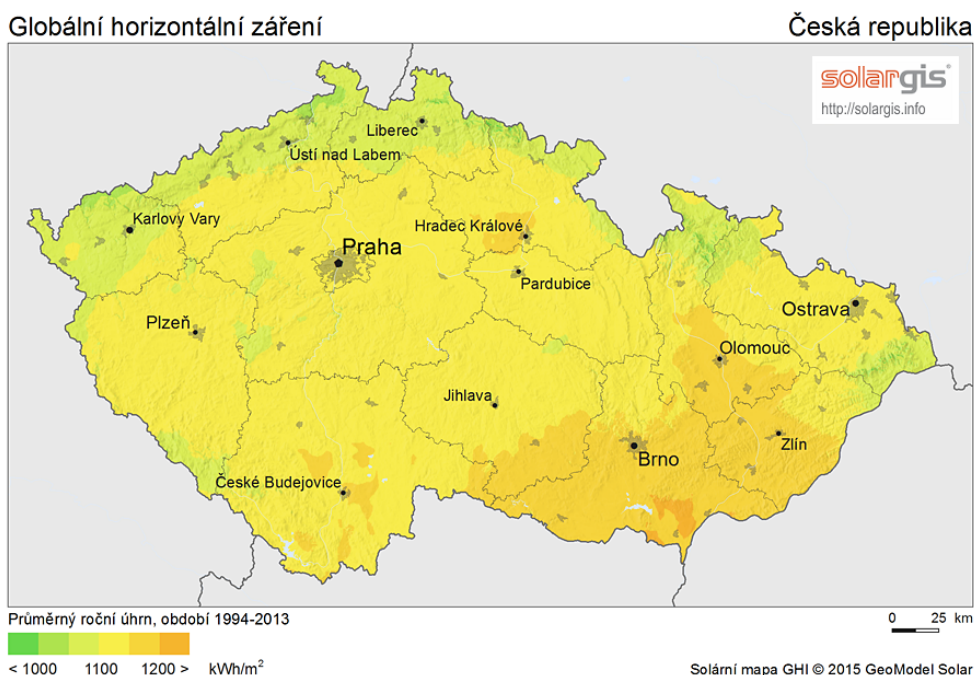 Globální horizontální záření
Česká republika
solargis®
http://solargis.info
Liberec
Ústí nad Labem
Karlovy Vary
Hradec Králové
Praha
Pardubice
Ostrava
Plzeň
Olomouc
Jihlava
Zlín
Brno
České Budejovice
Průměrný roční úhrn, období 1994-2013
0 25 km
< 1000 1100 1200 > kWh/m²
Solární mapa GHI © 2015 GeoModel Solar